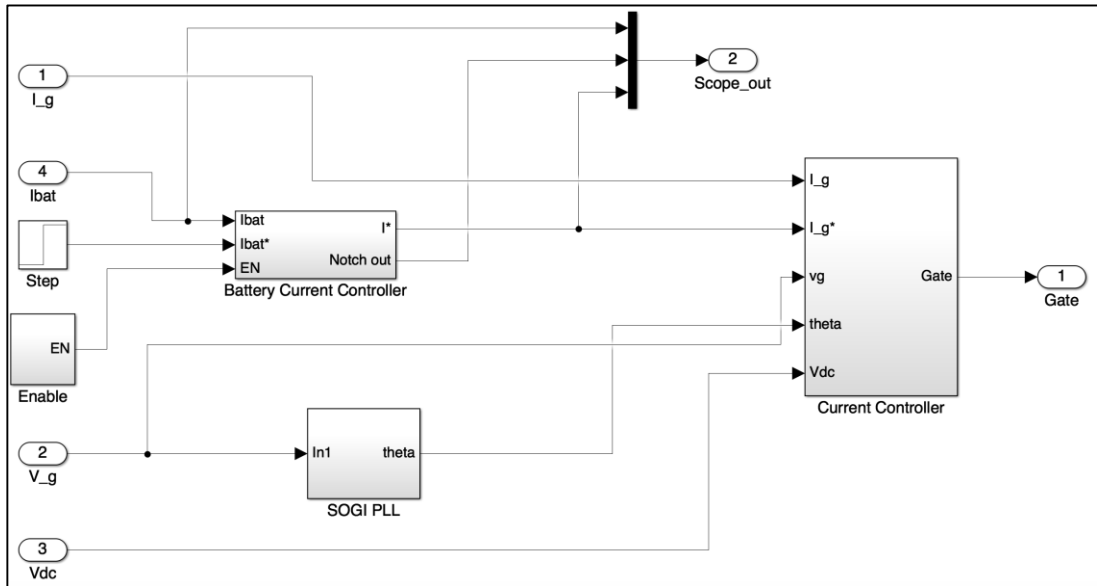 1
I_g
4
Ibat
Step
EN
Enable
2
V_g
3
Vdc
Ibat
Ibat*
EN
I*
Notch out
Battery Current Controller
In1
theta
SOGI PLL
2
Scope_out
I_g
I_g*
vg
theta
Vdc
Gate
Current Controller
1
Gate